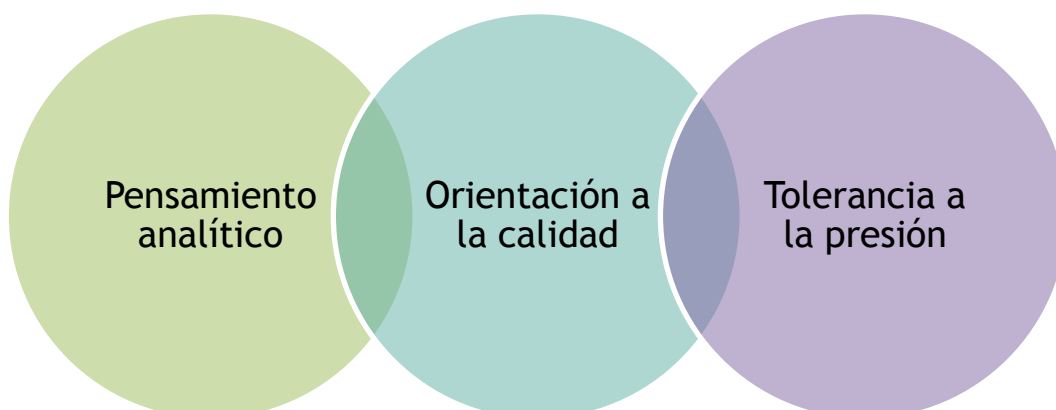 Pensamiento
analítico
Orientación a
la calidad
Tolerancia a
la presión